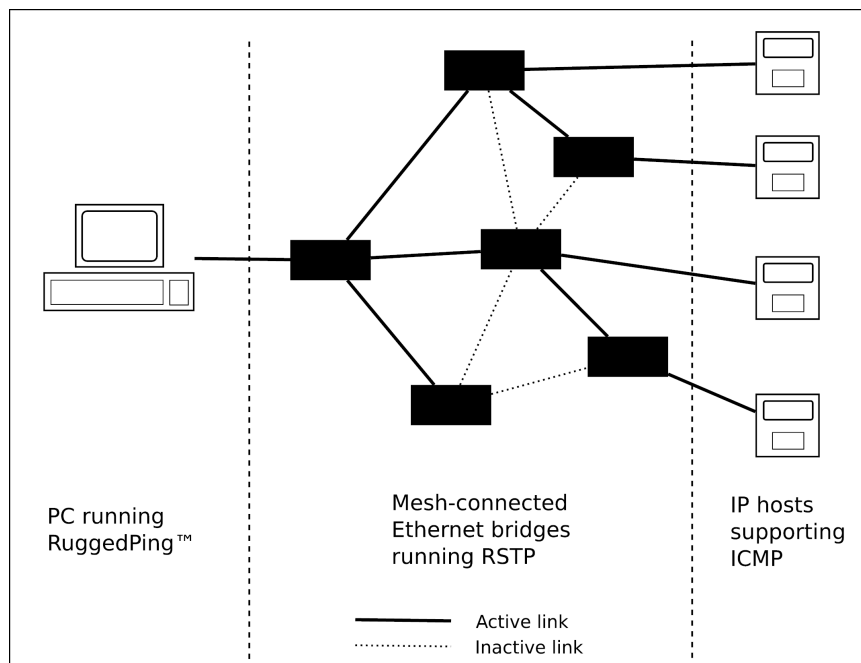 PC running
RuggedPing™
Mesh-connected
Ethernet bridges
running RSTP
IP hosts
supporting
ICMP
Active link
Inactive link